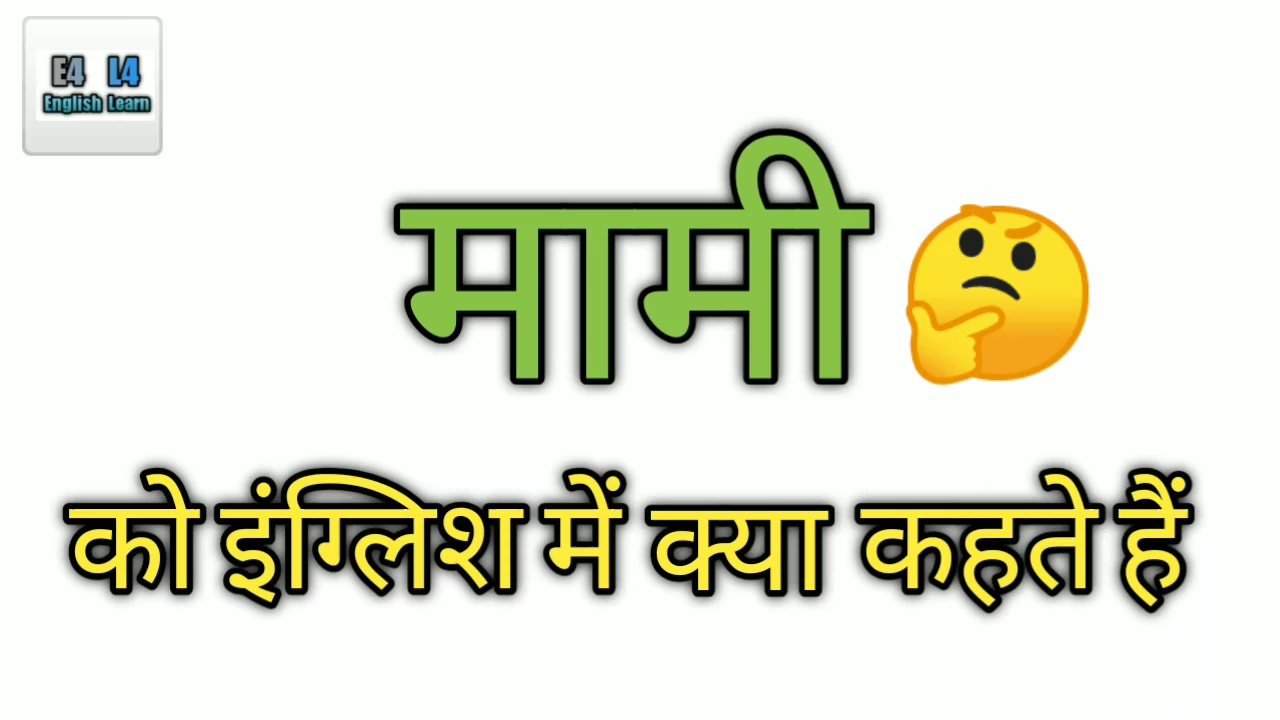 E4 L4
English Learn
मामी
को इंग्लिश में क्या कहते हैं